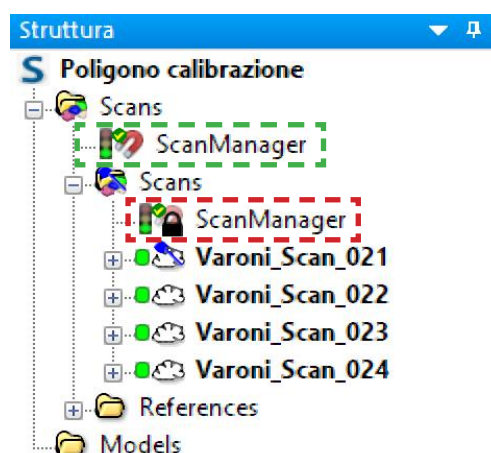 Struttura
Poligono calibrazione
Scans
ScanManager
Scans
ScanManager
Varoni_Scan_021
Varoni_Scan_022
Varoni_Scan_023
Varoni_Scan_024
References
Models